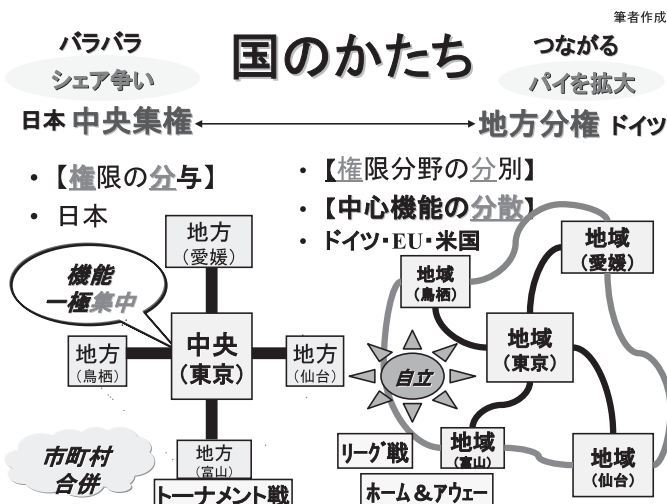 筆者作成
国のかたち
バラバラ
シェア争い
つながる
パイを拡大
日本 中央集権
地方分権 ドイツ
・【権限の分与】
・ 日本
・【権限分野の分別】
・【中心機能の分散】
・ドイツ・EU・米国
機能
一極集中
地方
（愛媛）
地方
（鳥栖）
中央
（東京）
地方
（仙台）
地方
（富山）
市町村
合併
トーナメント戦
地域
（愛媛）
地域
（鳥栖）
地域
（東京）
自立
地域
（富山）
地域
（仙台）
リーグ戦
ホーム＆アウェー